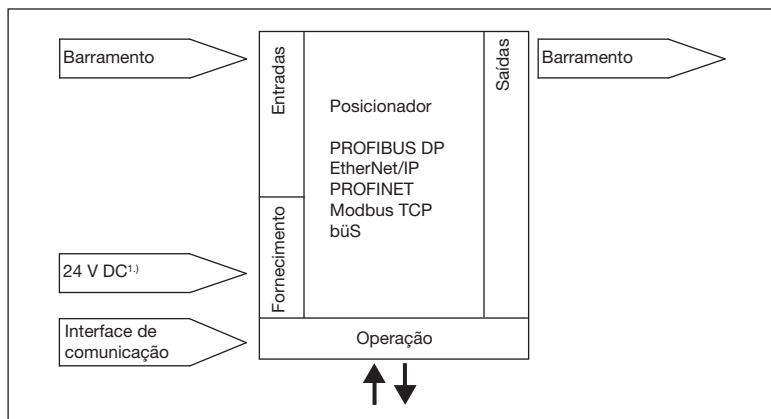 Barramento
Entradas
Saídas
Barramento
Posicionador
PROFIBUS DP
EtherNet/IP
PROFINET
Modbus TCP
büS
Fornecimento
24 V DC¹·⁾
Interface de
comunicação
Operação